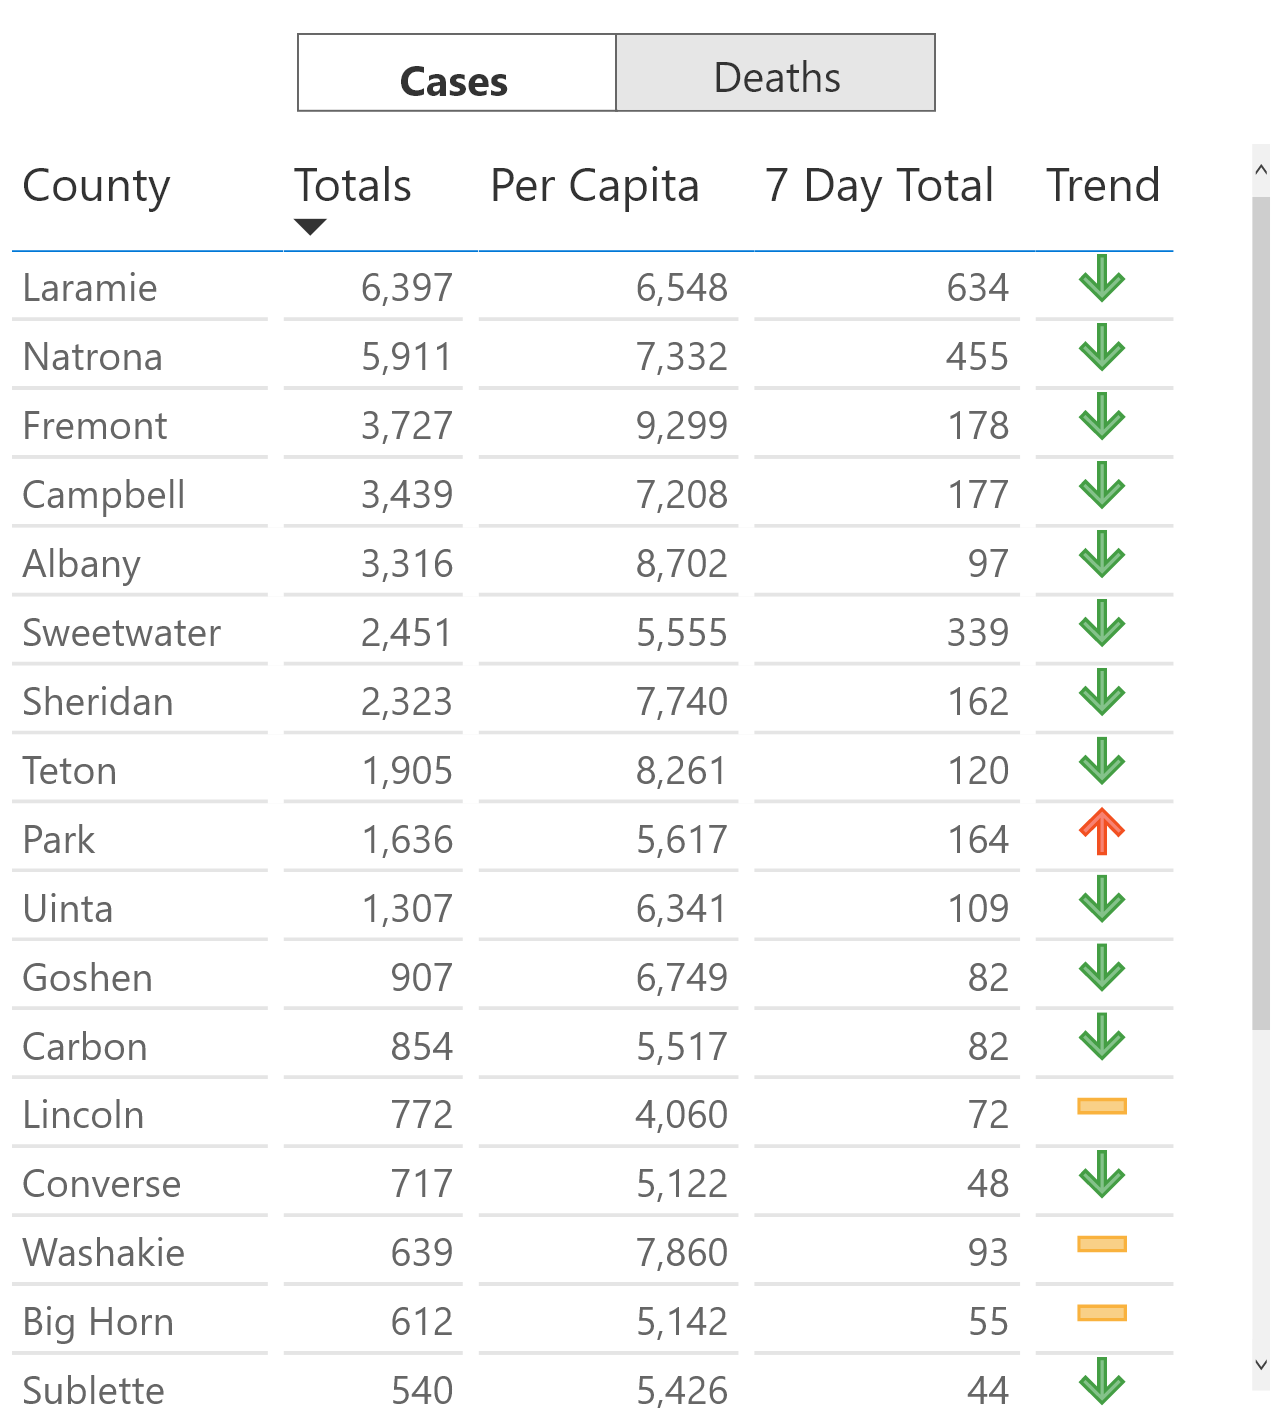 Cases Deaths
County Totals Per Capita 7 Day Total Trend
Laramie 6,397 6,548 634
Natrona 5,911 7,332 455
Fremont 3,727 9,299 178
Campbell 3,439 7,208 177
Albany 3,316 8,702 97
Sweetwater 2,451 5,555 339
Sheridan 2,323 7,740 162
Teton 1,905 8,261 120
Park 1,636 5,617 164
Uinta 1,307 6,341 109
Goshen 907 6,749 82
Carbon 854 5,517 82
Lincoln 772 4,060 72
Converse 717 5,122 48
Washakie 639 7,860 93
Big Horn 612 5,142 55
Sublette 540 5,426 44